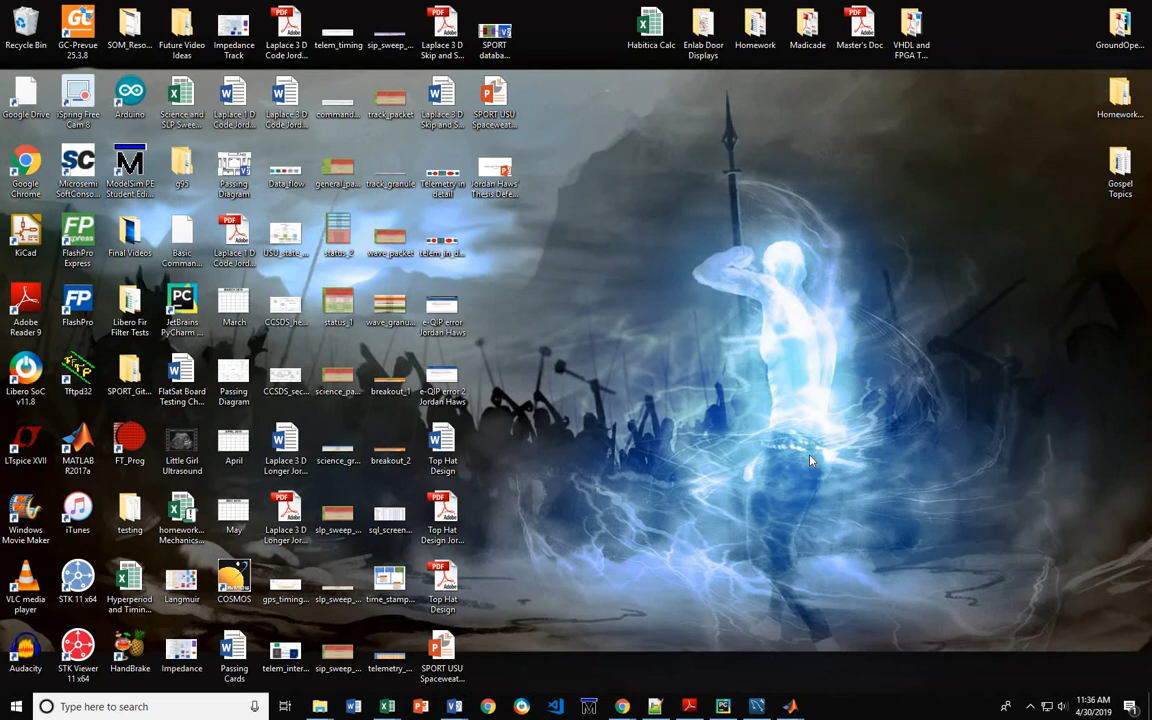 Recycle Bin
GC-Prevue
25.3.8
SOM_Reso...
Future Video
Ideas
Impedance
Track
Laplace 3 D
Code Jord...
telem_timing
sip_sweep_...
Laplace 3 D
Skip and S...
SPORT
databa...
Habitica Calc
Enlab Door
Displays
Homework
Madicade
Master's Doc
VHDL and
FPGA T...
GroundOpe...
Google Drive
iSpring Free
Cam 8
Arduino
Science and
SLP Swee...
Laplace 1 D
Code Jord...
Laplace 3 D
Code Jord...
command...
track_packet
Laplace 3 D
Skip and S...
SPORT USU
Spaceweat...
Homework...
Google
Chrome
Microsemi
SoftConso...
ModelSim PE
Student Edi...
g95
Passing
Diagram
Data_flow
general_pa...
track_granule
Telemetry in
detail
Jordan Haws'
Thesis Defe...
Gospel
Topics
KiCad
FlashPro
Express
Final Videos
Basic
Comman...
Laplace 1 D
Code Jord...
USU_state_...
status_2
wave_packet
telem_in_d...
Adobe
Reader 9
FlashPro
Libero Fir
Filter Tests
JetBrains
PyCharm ...
March
CCSDS_he...
status_1
wave_granu...
e-QIP error
Jordan Haws
Libero SoC
v11.8
Tftpd32
SPORT_Git...
FlatSat Board
Testing Ch...
Passing
Diagram
CCSDS_sec...
science_pa...
breakout_1
e-QIP error 2
Jordan Haws
LTspice XVII
MATLAB
R2017a
FT_Prog
Little Girl
Ultrasound
April
Laplace 3 D
Longer Jor...
science_gr...
breakout_2
Top Hat
Design
Windows
Movie Maker
iTunes
testing
homework...
Mechanics...
May
Laplace 3 D
Longer Jor...
slp_sweep_...
sql_screen...
Top Hat
Design Jor...
VLC media
player
STK 11 x64
Hyperperiod
and Timin...
Langmuir
COSMOS
gps_timing...
slp_sweep_...
time_stamp...
Top Hat
Design
Audacity
STK Viewer
11 x64
HandBrake
Impedance
Passing
Cards
telem_inter...
sip_sweep_...
telemetry_...
SPORT USU
Spaceweat...
Type here to search
11:36 AM
4/30/2019